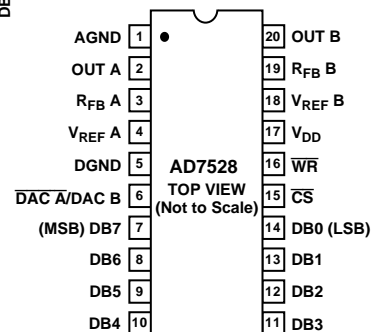 DB
AGND 1 20 OUT B
OUT A 2 19 RFB B
RFB A 3 18 VREF B
VREF A 4 17 VDD
DGND 5 AD7528 16 WR
DAC A/DAC B 6 TOP VIEW 15 CS
(MSB) DB7 7 (Not to Scale) 14 DB0 (LSB)
DB6 8 13 DB1
DB5 9 12 DB2
DB4 10 11 DB3